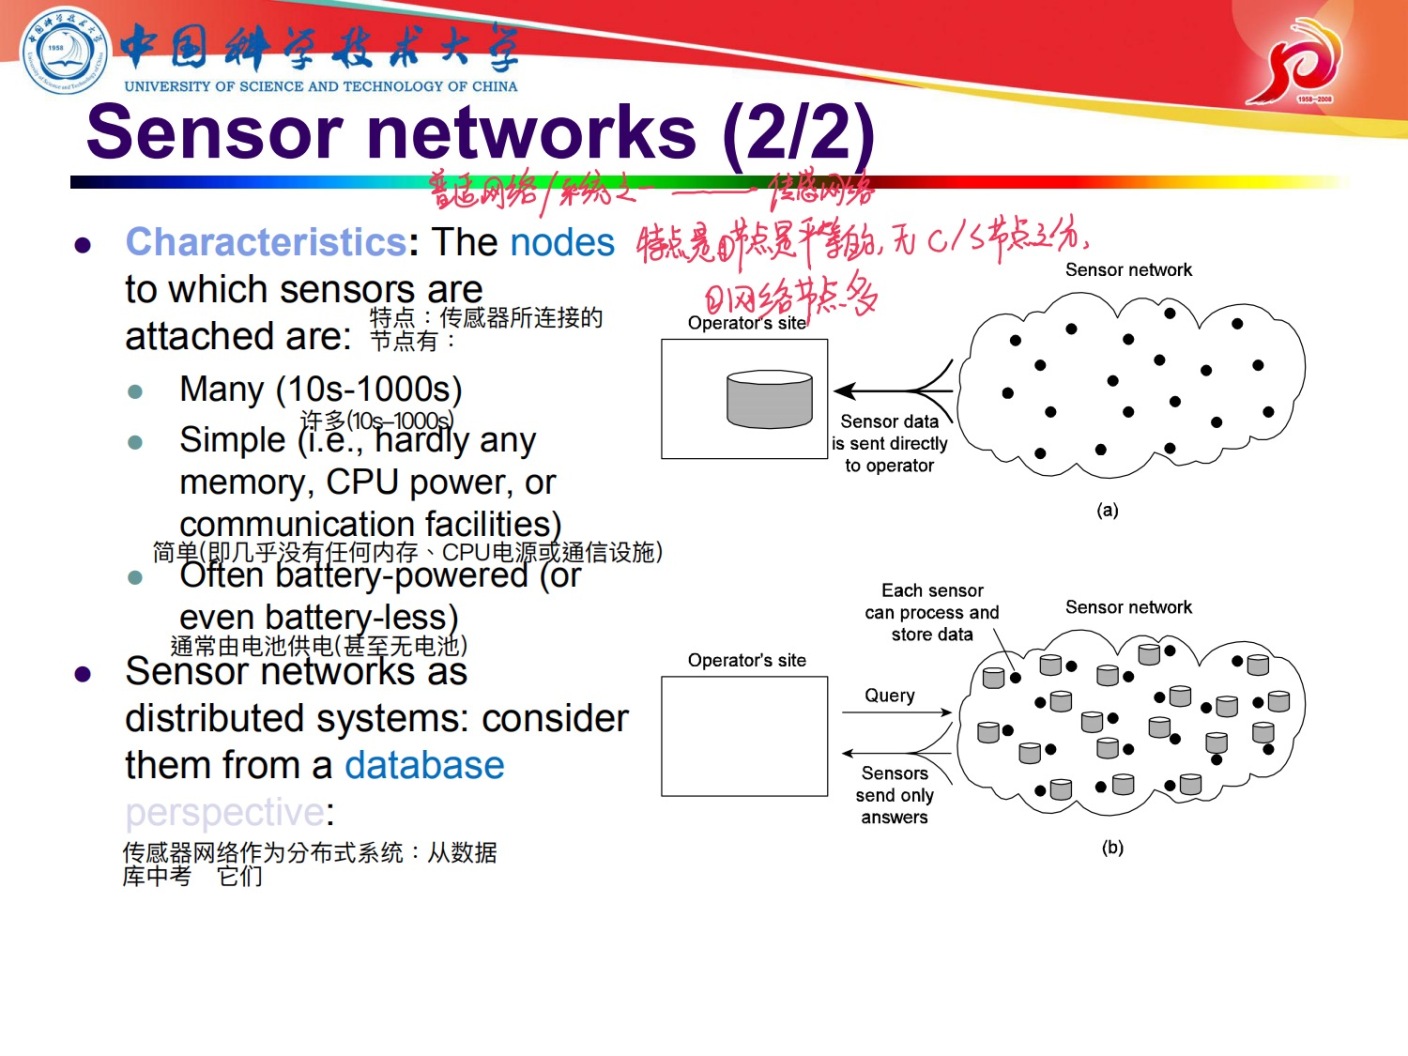 中国科学技术大学
UNIVERSITY OF SCIENCE AND TECHNOLOGY OF CHINA
1958
1958—2008
Sensor networks (2/2)
普适网络/系统之一 —— 传感网络
特点是①节点是平等的,无C/S节点之分,
②网络节点多
Characteristics: The nodes
to which sensors are
attached are:
特点：传感器所连接的
节点有：
Many (10s-1000s)
许多(10s-1000s)
Simple (i.e., hardly any
memory, CPU power, or
communication facilities)
简单(即几乎没有任何内存、CPU电源或通信设施)
Often battery-powered (or
even battery-less)
通常由电池供电(甚至无电池)
Sensor networks as
distributed systems: consider
them from a database
perspective:
传感器网络作为分布式系统：从数据
库中考 它们
Sensor network
Operator's site
Sensor data
is sent directly
to operator
(a)
Each sensor
can process and
store data
Sensor network
Operator's site
Query
Sensors
send only
answers
(b)